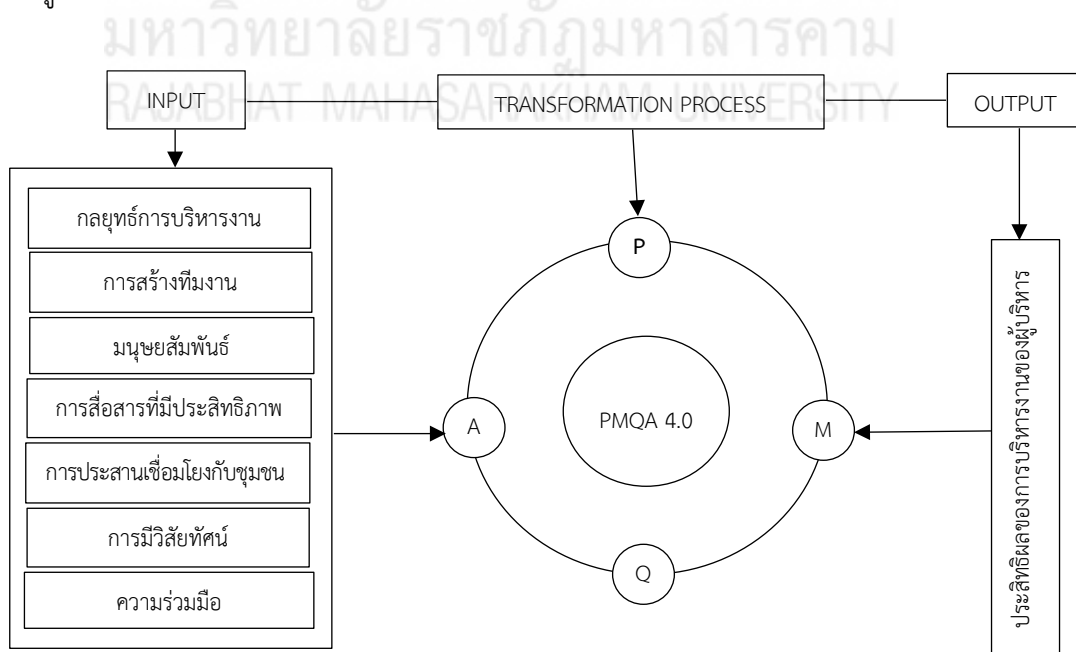 มหาวิทยาลัยราชภัฏมหาสารคาม
RAJABHAT MAHASARAKHAM UNIVERSITY
INPUT
TRANSFORMATION PROCESS
OUTPUT
กลยุทธ์การบริหารงาน
การสร้างทีมงาน
มนุษยสัมพันธ์
การสื่อสารที่มีประสิทธิภาพ
การประสานเชื่อมโยงกับชุมชน
การมีวิสัยทัศน์
ความร่วมมือ
P
A
PMQA 4.0
M
Q
ประสิทธิผลของการบริหารงานของผู้บริหาร